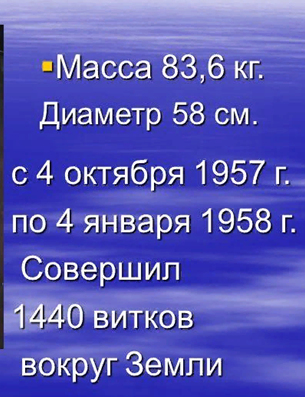 Масса 83,6 кг.
Диаметр 58 см.
с 4 октября 1957 г.
по 4 января 1958 г.
Совершил
1440 витков
вокруг Земли